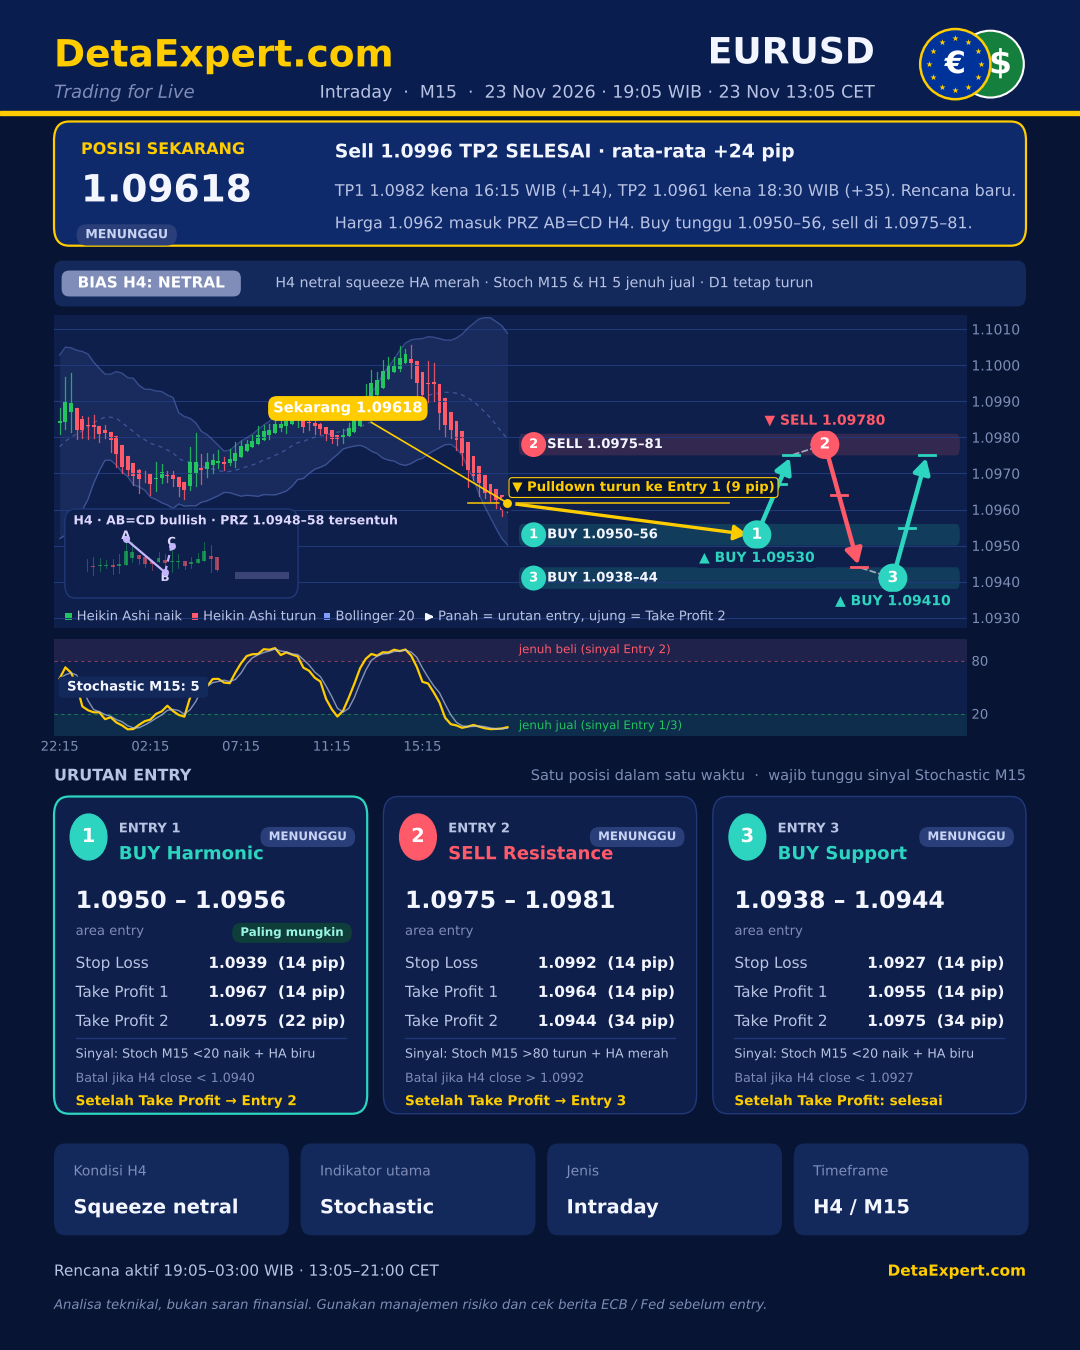 DetaExpert.com
Trading for Live
EURUSD
Intraday · M15 · 23 Nov 2026 · 19:05 WIB · 23 Nov 13:05 CET
€ $
POSISI SEKARANG
1.09618
MENUNGGU
Sell 1.0996 TP2 SELESAI · rata-rata +24 pip
TP1 1.0982 kena 16:15 WIB (+14), TP2 1.0961 kena 18:30 WIB (+35). Rencana baru.
Harga 1.0962 masuk PRZ AB=CD H4. Buy tunggu 1.0950–56, sell di 1.0975–81.
BIAS H4: NETRAL
H4 netral squeeze HA merah · Stoch M15 & H1 5 jenuh jual · D1 tetap turun
1.1010
1.1000
1.0990
1.0980
1.0970
1.0960
1.0950
1.0940
1.0930
Sekarang 1.09618
▼ SELL 1.09780
2 SELL 1.0975–81
2
▼ Pulldown turun ke Entry 1 (9 pip)
1 BUY 1.0950–56
1
▲ BUY 1.09530
3 BUY 1.0938–44
3
▲ BUY 1.09410
H4 · AB=CD bullish · PRZ 1.0948–58 tersentuh
A
C
B
Heikin Ashi naik
Heikin Ashi turun
Bollinger 20
Panah = urutan entry, ujung = Take Profit 2
jenuh beli (sinyal Entry 2)
80
Stochastic M15: 5
20
jenuh jual (sinyal Entry 1/3)
22:15 02:15 07:15 11:15 15:15
URUTAN ENTRY
Satu posisi dalam satu waktu · wajib tunggu sinyal Stochastic M15
1
ENTRY 1
MENUNGGU
BUY Harmonic
1.0950 – 1.0956
area entry
Paling mungkin
Stop Loss 1.0939 (14 pip)
Take Profit 1 1.0967 (14 pip)
Take Profit 2 1.0975 (22 pip)
Sinyal: Stoch M15 <20 naik + HA biru
Batal jika H4 close < 1.0940
Setelah Take Profit → Entry 2
2
ENTRY 2
MENUNGGU
SELL Resistance
1.0975 – 1.0981
area entry
Stop Loss 1.0992 (14 pip)
Take Profit 1 1.0964 (14 pip)
Take Profit 2 1.0944 (34 pip)
Sinyal: Stoch M15 >80 turun + HA merah
Batal jika H4 close > 1.0992
Setelah Take Profit → Entry 3
3
ENTRY 3
MENUNGGU
BUY Support
1.0938 – 1.0944
area entry
Stop Loss 1.0927 (14 pip)
Take Profit 1 1.0955 (14 pip)
Take Profit 2 1.0975 (34 pip)
Sinyal: Stoch M15 <20 naik + HA biru
Batal jika H4 close < 1.0927
Setelah Take Profit: selesai
Kondisi H4
Squeeze netral
Indikator utama
Stochastic
Jenis
Intraday
Timeframe
H4 / M15
Rencana aktif 19:05–03:00 WIB · 13:05–21:00 CET
DetaExpert.com
Analisa teknikal, bukan saran finansial. Gunakan manajemen risiko dan cek berita ECB / Fed sebelum entry.